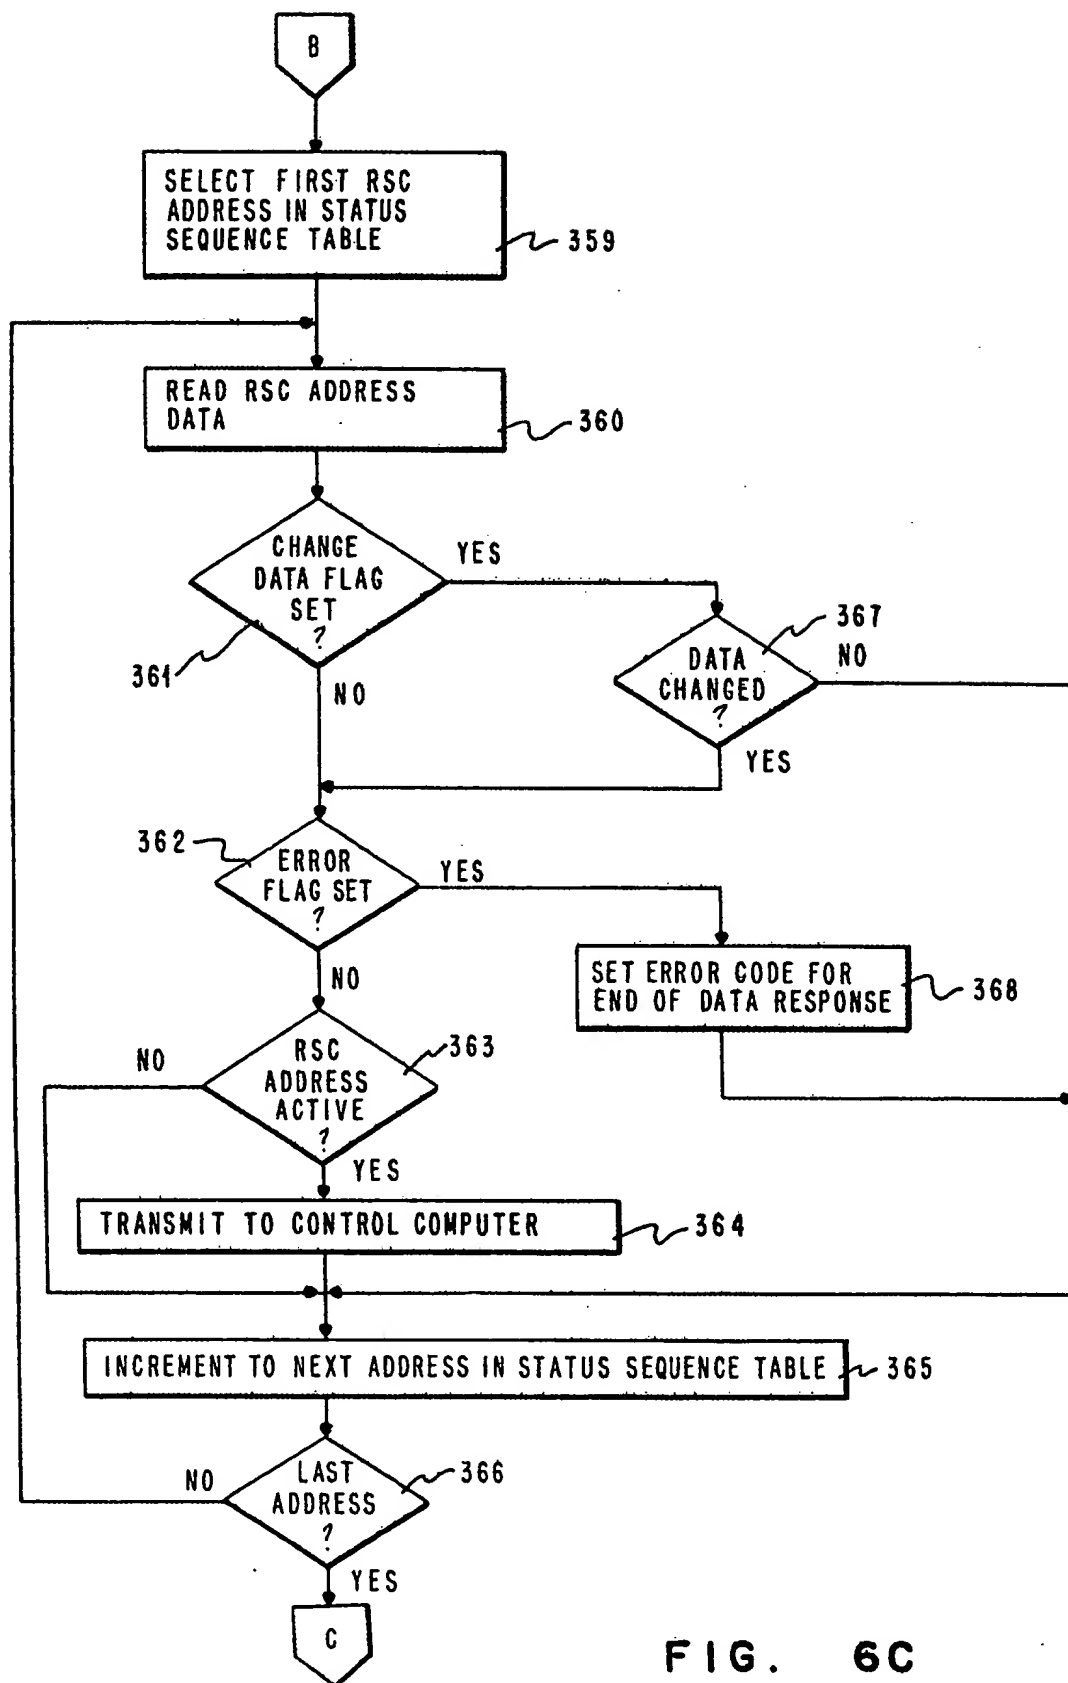 B
SELECT FIRST RSC
ADDRESS IN STATUS
SEQUENCE TABLE
359
READ RSC ADDRESS
DATA
360
CHANGE
DATA FLAG
SET
?
361
YES
NO
367
DATA
CHANGED
?
NO
YES
362
ERROR
FLAG SET
?
YES
NO
SET ERROR CODE FOR
END OF DATA RESPONSE
368
RSC
ADDRESS
ACTIVE
?
363
NO
YES
TRANSMIT TO CONTROL COMPUTER
364
INCREMENT TO NEXT ADDRESS IN STATUS SEQUENCE TABLE
365
LAST
ADDRESS
?
366
NO
YES
C
FIG. 6C